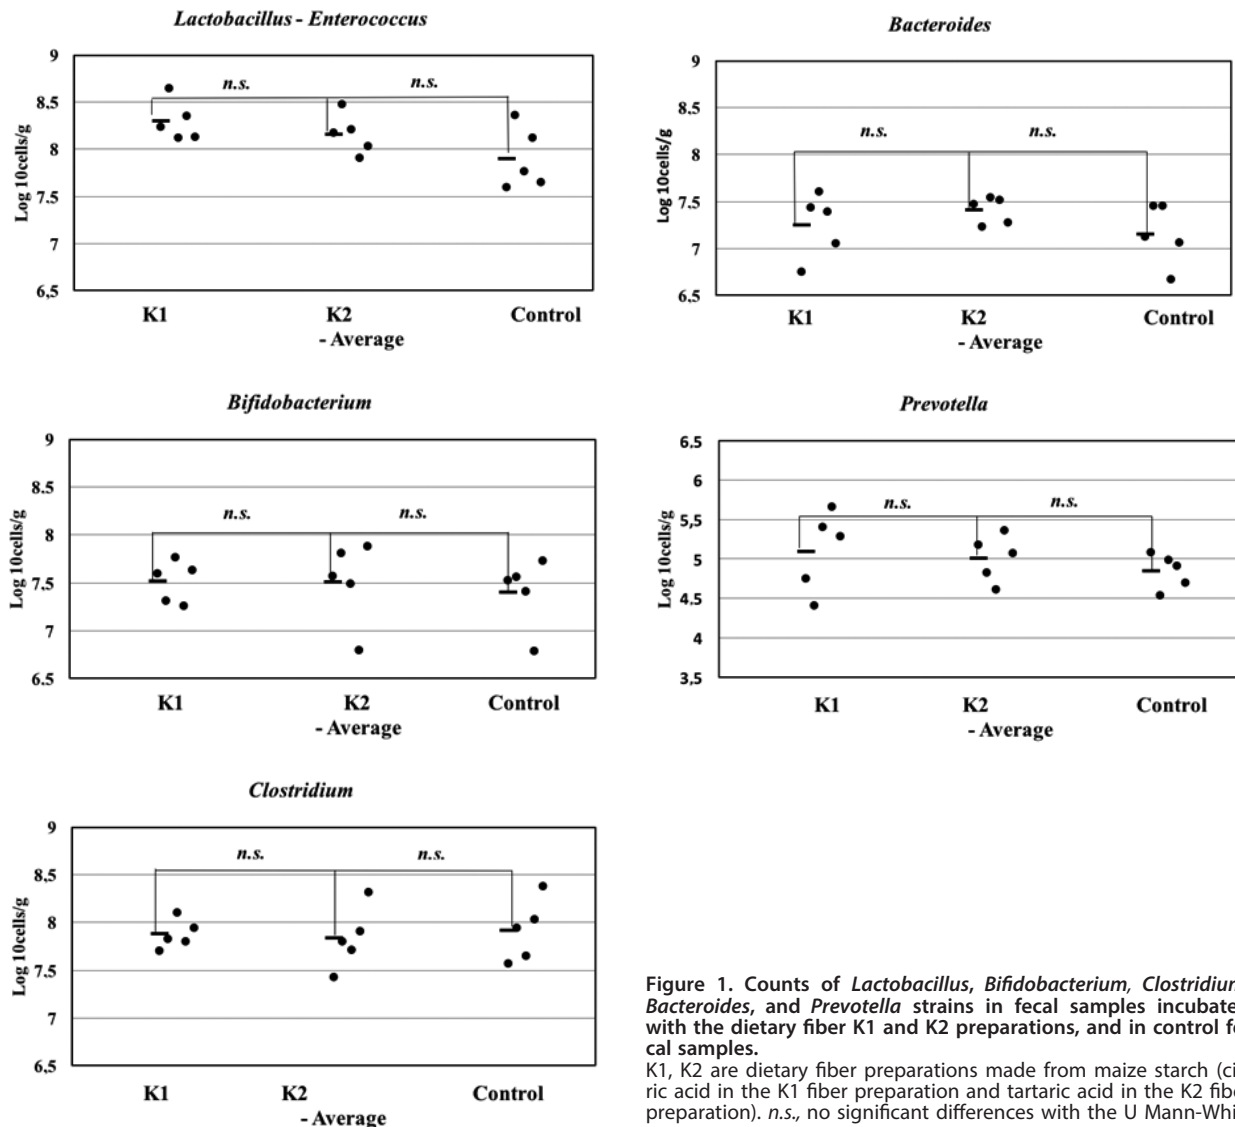 Lactobacillus - Enterococcus
Log 10cells/g
9
8.5
8
7.5
7
6,5
n.s.
n.s.
K1 K2 Control
- Average
Bacteroides
Log 10cells/g
9
8.5
8
7.5
7
6.5
n.s.
n.s.
K1 K2 Control
- Average
Bifidobacterium
Log 10cells/g
9
8.5
8
7.5
7
6.5
n.s.
n.s.
K1 K2 Control
- Average
Prevotella
Log 10cells/g
6,5
6
5,5
5
4.5
4
3,5
n.s.
n.s.
K1 K2 Control
- Average
Clostridium
Log 10cells/g
9
8.5
8
7.5
7
6,5
n.s.
n.s.
K1 K2 Control
- Average
Figure 1. Counts of Lactobacillus, Bifidobacterium, Clostridium
Bacteroides, and Prevotella strains in fecal samples incubate
with the dietary fiber K1 and K2 preparations, and in control fe
cal samples.
K1, K2 are dietary fiber preparations made from maize starch (ci
ric acid in the K1 fiber preparation and tartaric acid in the K2 fibe
preparation). n.s., no significant differences with the U Mann-Whi